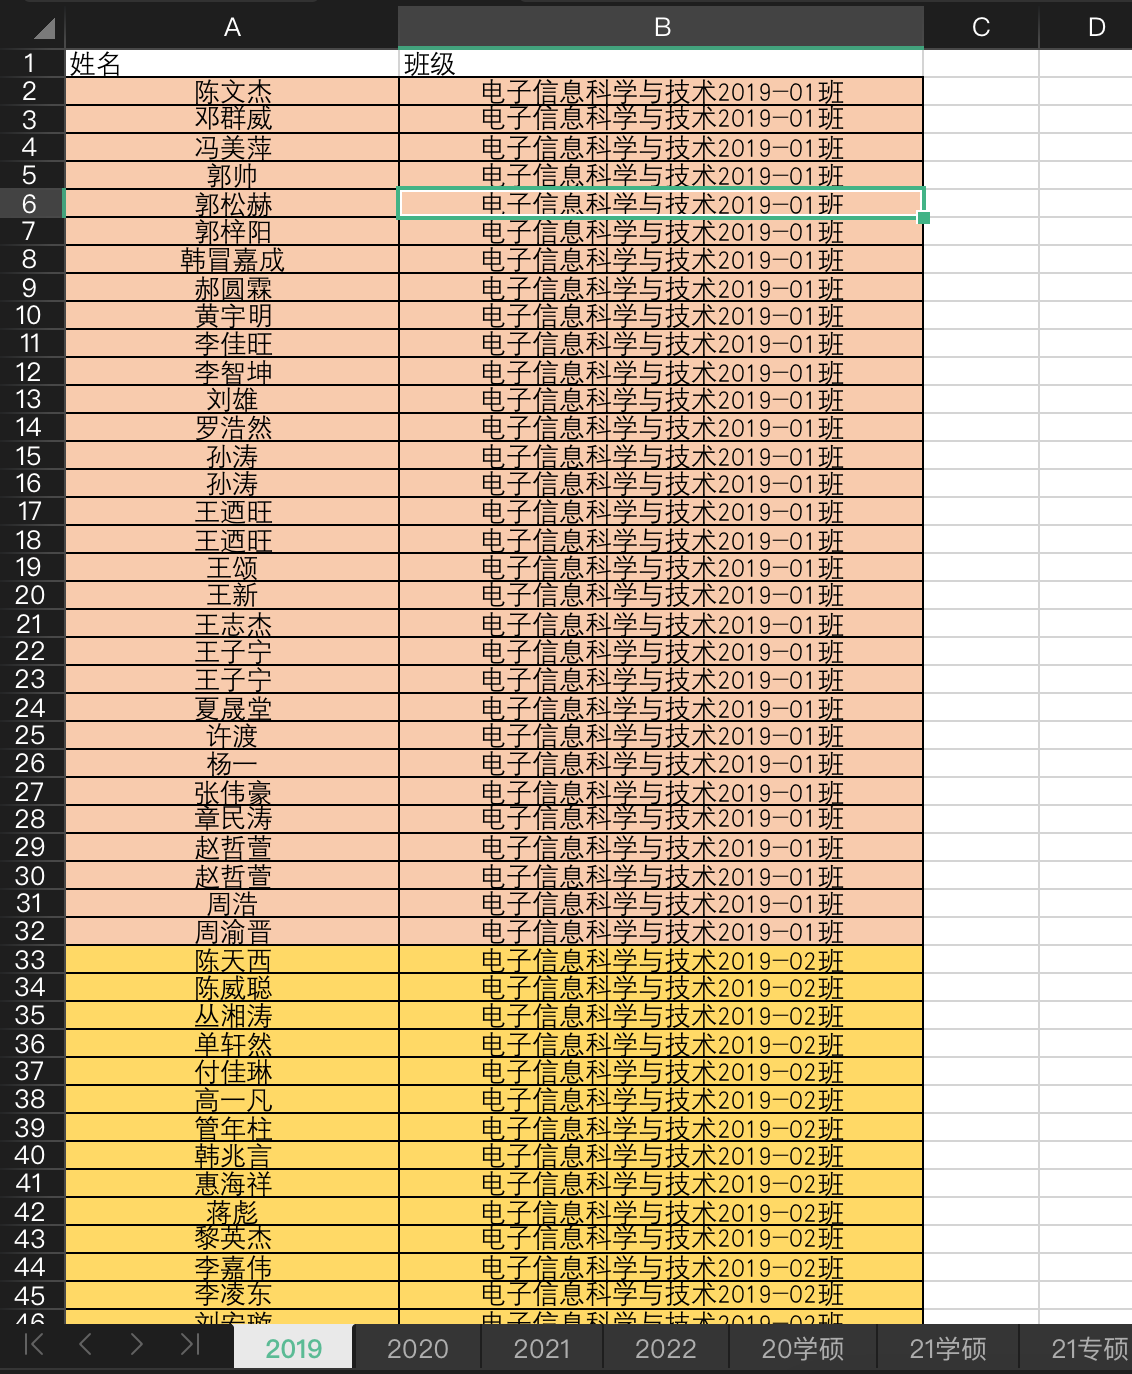 A B C D
1 姓名 班级
2 陈文杰 电子信息科学与技术2019-01班
3 邓群威 电子信息科学与技术2019-01班
4 冯美萍 电子信息科学与技术2019-01班
5 郭帅 电子信息科学与技术2019-01班
6 郭松赫 电子信息科学与技术2019-01班
7 郭梓阳 电子信息科学与技术2019-01班
8 韩冒嘉成 电子信息科学与技术2019-01班
9 郝圆霖 电子信息科学与技术2019-01班
10 黄宇明 电子信息科学与技术2019-01班
11 李佳旺 电子信息科学与技术2019-01班
12 李智坤 电子信息科学与技术2019-01班
13 刘雄 电子信息科学与技术2019-01班
14 罗浩然 电子信息科学与技术2019-01班
15 孙涛 电子信息科学与技术2019-01班
16 孙涛 电子信息科学与技术2019-01班
17 王迺旺 电子信息科学与技术2019-01班
18 王迺旺 电子信息科学与技术2019-01班
19 王颂 电子信息科学与技术2019-01班
20 王新 电子信息科学与技术2019-01班
21 王志杰 电子信息科学与技术2019-01班
22 王子宁 电子信息科学与技术2019-01班
23 王子宁 电子信息科学与技术2019-01班
24 夏晟堂 电子信息科学与技术2019-01班
25 许渡 电子信息科学与技术2019-01班
26 杨一 电子信息科学与技术2019-01班
27 张伟豪 电子信息科学与技术2019-01班
28 章民涛 电子信息科学与技术2019-01班
29 赵哲萱 电子信息科学与技术2019-01班
30 赵哲萱 电子信息科学与技术2019-01班
31 周浩 电子信息科学与技术2019-01班
32 周渝晋 电子信息科学与技术2019-01班
33 陈天西 电子信息科学与技术2019-02班
34 陈威聪 电子信息科学与技术2019-02班
35 丛湘涛 电子信息科学与技术2019-02班
36 单轩然 电子信息科学与技术2019-02班
37 付佳琳 电子信息科学与技术2019-02班
38 高一凡 电子信息科学与技术2019-02班
39 管年柱 电子信息科学与技术2019-02班
40 韩兆言 电子信息科学与技术2019-02班
41 惠海祥 电子信息科学与技术2019-02班
42 蒋彪 电子信息科学与技术2019-02班
43 黎英杰 电子信息科学与技术2019-02班
44 李嘉伟 电子信息科学与技术2019-02班
45 李凌东 电子信息科学与技术2019-02班
46 刘安璇 电子信息科学与技术2019-02班
2019 2020 2021 2022 20学硕 21学硕 21专硕